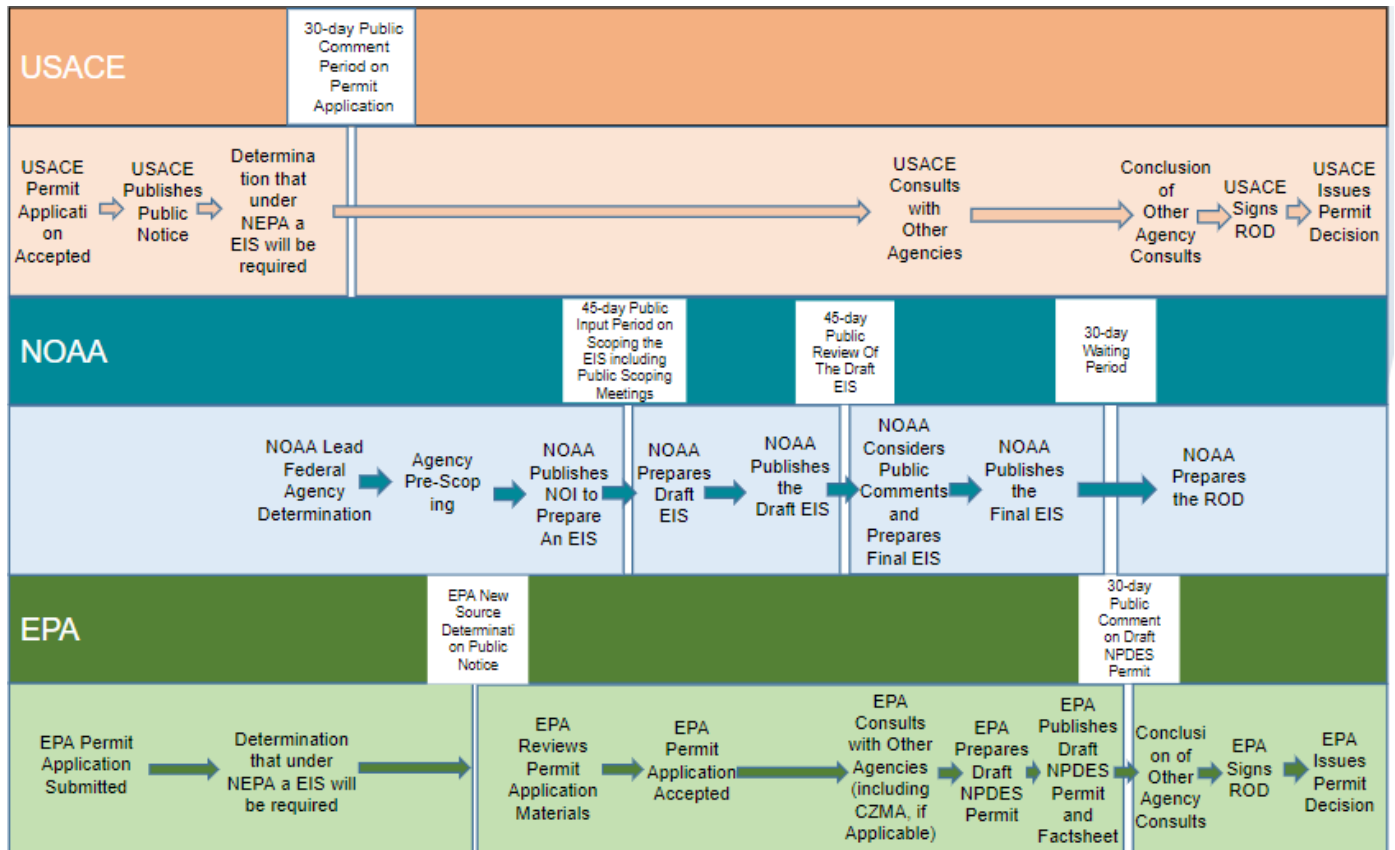 30-day Public
Comment
Period on
Permit
Application
USACE
USACE
Permit
Applicati
on
Accepted
USACE
Publishes
Public
Notice
Determina
tion that
under
NEPA a
EIS will be
required
USACE
Consults
with
Other
Agencies
Conclusion
of
Other
Agency
Consults
USACE
Signs
ROD
USACE
Issues
Permit
Decision
NOAA
45-day Public
Input Period on
Scoping the
EIS including
Public Scoping
Meetings
45-day
Public
Review Of
The Draft
EIS
30-day
Waiting
Period
NOAA Lead
Federal
Agency
Determination
Agency
Pre-Scop
ing
NOAA
Publishes
NOI to
Prepare
An EIS
NOAA
Prepares
Draft
EIS
NOAA
Publishes
the
Draft EIS
NOAA
Considers
Public
Comments
and
Prepares
Final EIS
NOAA
Publishes
the
Final EIS
NOAA
Prepares
the ROD
EPA
EPA New
Source
Determinati
on Public
Notice
30-day
Public
Comment
on Draft
NPDES
Permit
EPA Permit
Application
Submitted
Determination
that under
NEPA a EIS will
be required
EPA
Reviews
Permit
Application
Materials
EPA
Permit
Application
Accepted
EPA
Consults
with Other
Agencies
(including
CZMA, if
Applicable)
EPA
Prepares
Draft
NPDES
Permit
EPA
Publishes
Draft
NPDES
Permit
and
Factsheet
Conclusi
on of
Other
Agency
Consults
EPA
Signs
ROD
EPA
Issues
Permit
Decision